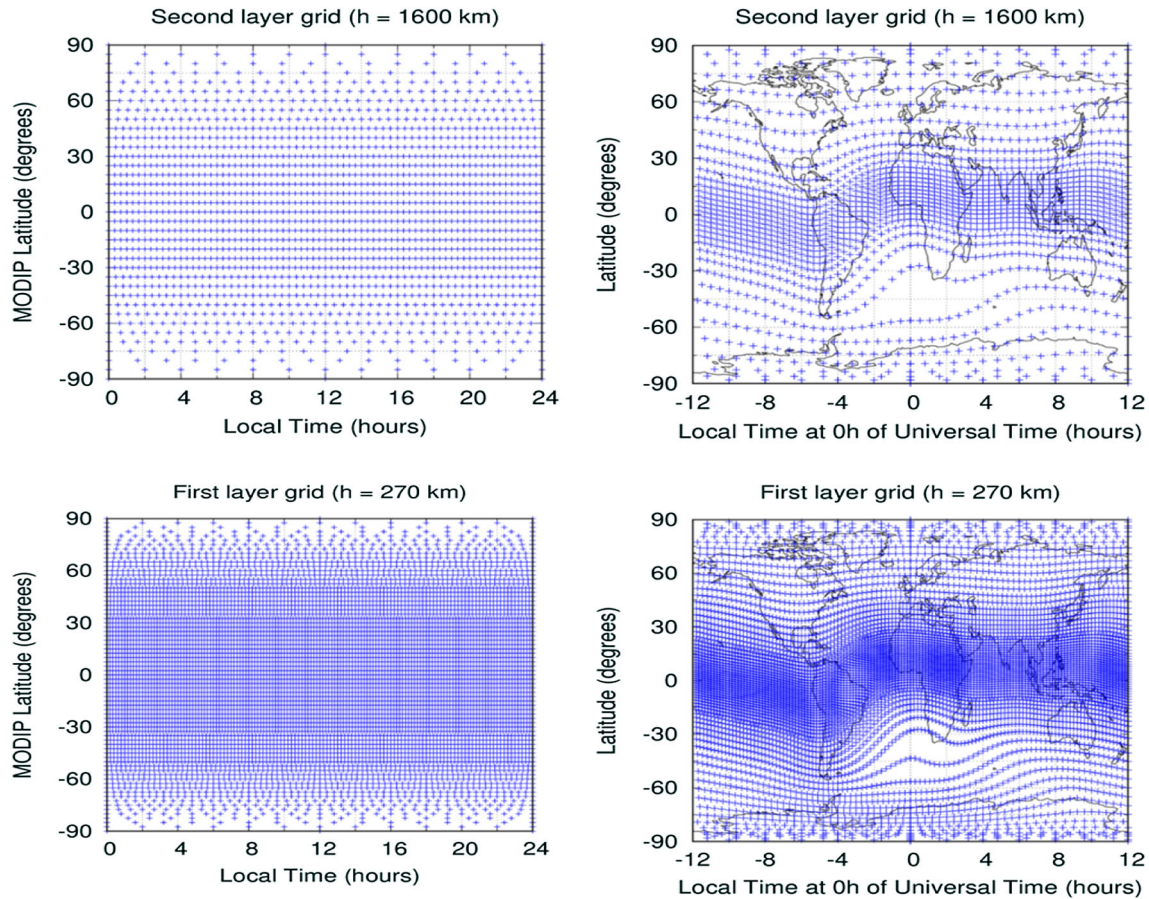 Second layer grid (h = 1600 km)
MODIP Latitude (degrees)
90
60
30
0
-30
-60
-90
0 4 8 12 16 20 24
Local Time (hours)
Second layer grid (h = 1600 km)
Latitude (degrees)
90
60
30
0
-30
-60
-90
-12 -8 -4 0 4 8 12
Local Time at 0h of Universal Time (hours)
First layer grid (h = 270 km)
MODIP Latitude (degrees)
90
60
30
0
-30
-60
-90
0 4 8 12 16 20 24
Local Time (hours)
First layer grid (h = 270 km)
Latitude (degrees)
90
60
30
0
-30
-60
-90
-12 -8 -4 0 4 8 12
Local Time at 0h of Universal Time (hours)